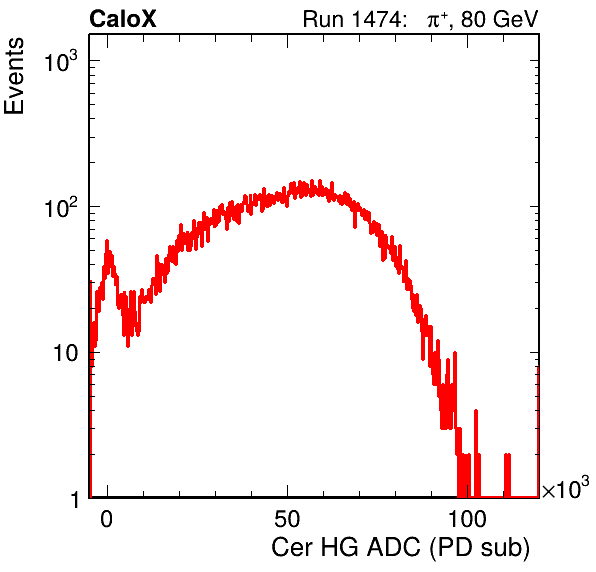 CaloX Run 1474: π⁺, 80 GeV
Events
10³
10²
10
1
0 50 100 ×10³
Cer HG ADC (PD sub)